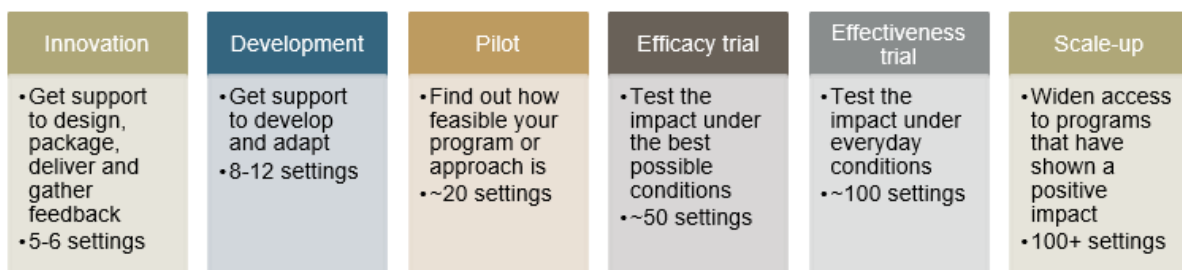 Innovation
•Get support
to design,
package,
deliver and
gather
feedback
•5-6 settings
Development
•Get support
to develop
and adapt
•8-12 settings
Pilot
•Find out how
feasible your
program or
approach is
•~20 settings
Efficacy trial
•Test the
impact under
the best
possible
conditions
•~50 settings
Effectiveness
trial
•Test the
impact under
everyday
conditions
•~100 settings
Scale-up
•Widen access
to programs
that have
shown a
positive
impact
•100+ settings